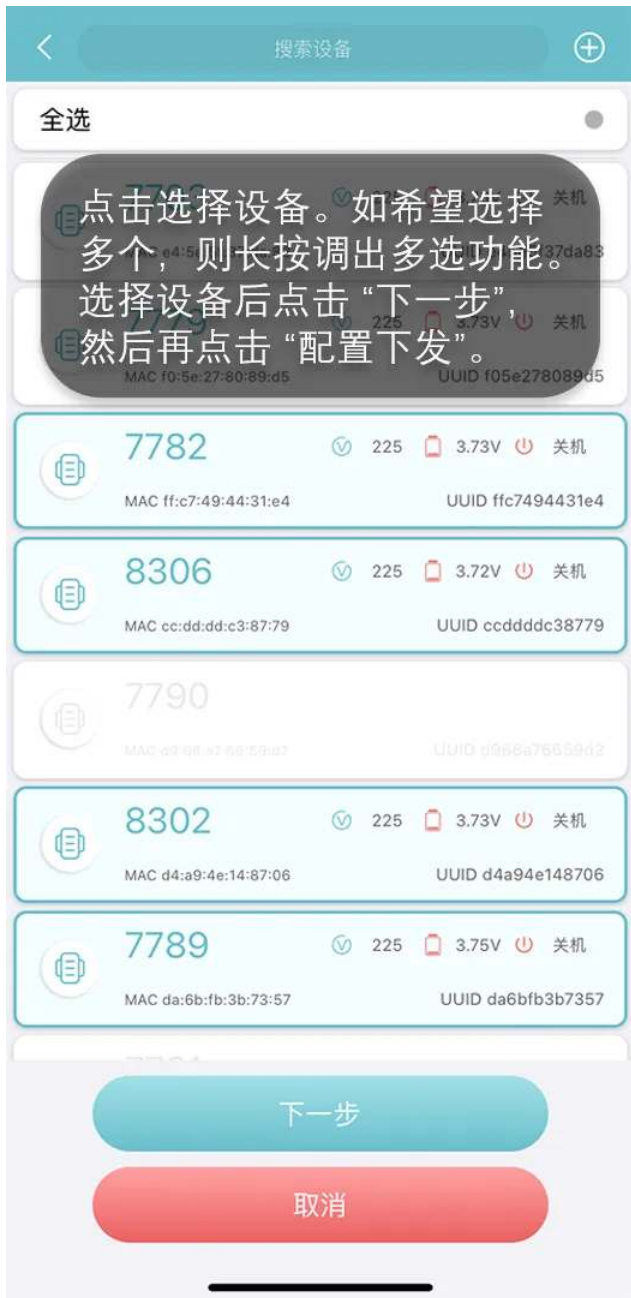 搜索设备
全选
点击选择设备。如希望选择
多个，则长按调出多选功能。
选择设备后点击“下一步”，
然后再点击“配置下发”。
关机
7779 225 3.73V 关机
MAC f0:5e:27:80:89:d5 UUID f05e278089d5
7782 225 3.73V 关机
MAC ff:c7:49:44:31:e4 UUID ffc7494431e4
8306 225 3.72V 关机
MAC cc:dd:dd:c3:87:79 UUID ccddddc38779
7790
8302 225 3.73V 关机
MAC d4:a9:4e:14:87:06 UUID d4a94e148706
7789 225 3.75V 关机
MAC da:6b:fb:3b:73:57 UUID da6bfb3b7357
下一步
取消